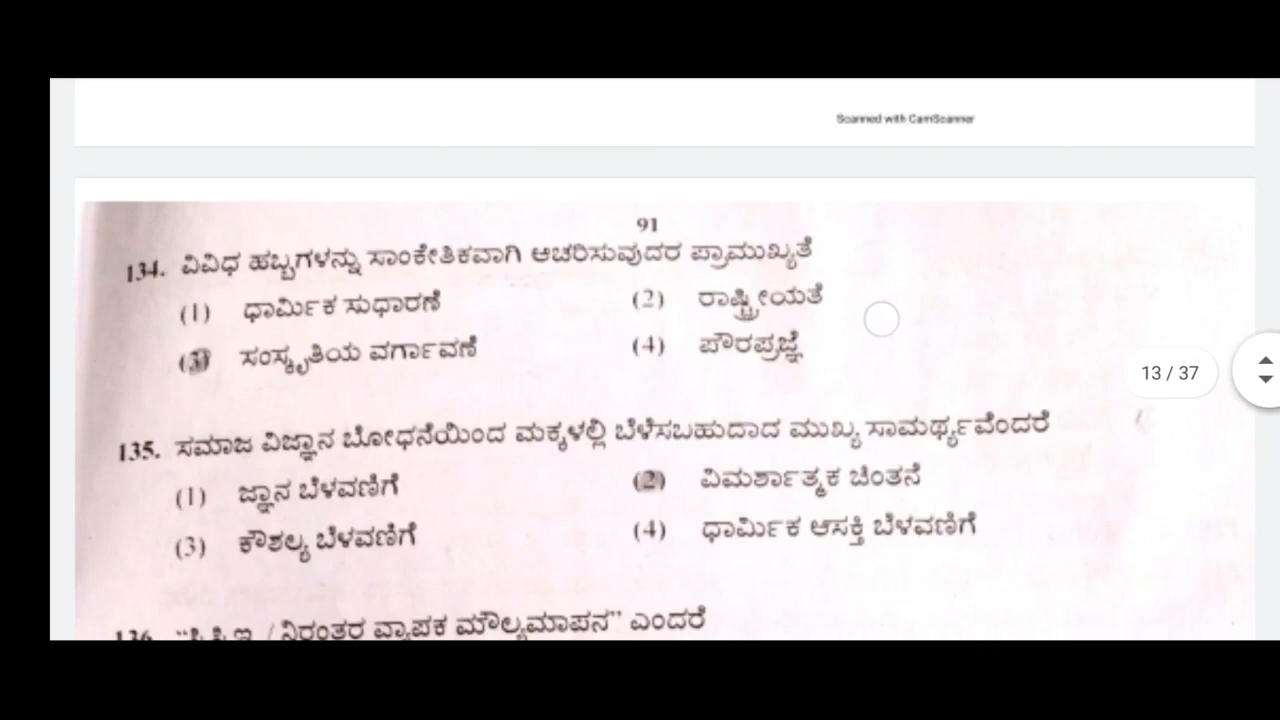 Scanned with CamScanner
91
134. ವಿವಿಧ ಹಬ್ಬಗಳನ್ನು ಸಾಂಕೇತಿಕವಾಗಿ ಆಚರಿಸುವುದರ ಪ್ರಾಮುಖ್ಯತೆ
(1) ಧಾರ್ಮಿಕ ಸುಧಾರಣೆ (2) ರಾಷ್ಟ್ರೀಯತೆ
(3) ಸಂಸ್ಕೃತಿಯ ವರ್ಗಾವಣೆ (4) ಪೌರಪ್ರಜ್ಞೆ
13 / 37
135. ಸಮಾಜ ವಿಜ್ಞಾನ ಬೋಧನೆಯಿಂದ ಮಕ್ಕಳಲ್ಲಿ ಬೆಳೆಸಬಹುದಾದ ಮುಖ್ಯ ಸಾಮರ್ಥ್ಯವೆಂದರೆ
(1) ಜ್ಞಾನ ಬೆಳವಣಿಗೆ (2) ವಿಮರ್ಶಾತ್ಮಕ ಚಿಂತನೆ
(3) ಕೌಶಲ್ಯ ಬೆಳವಣಿಗೆ (4) ಧಾರ್ಮಿಕ ಆಸಕ್ತಿ ಬೆಳವಣಿಗೆ
136. “ಸಿ.ಸಿ.ಇ. / ನಿರಂತರ ವ್ಯಾಪಕ ಮೌಲ್ಯಮಾಪನ” ಎಂದರೆ